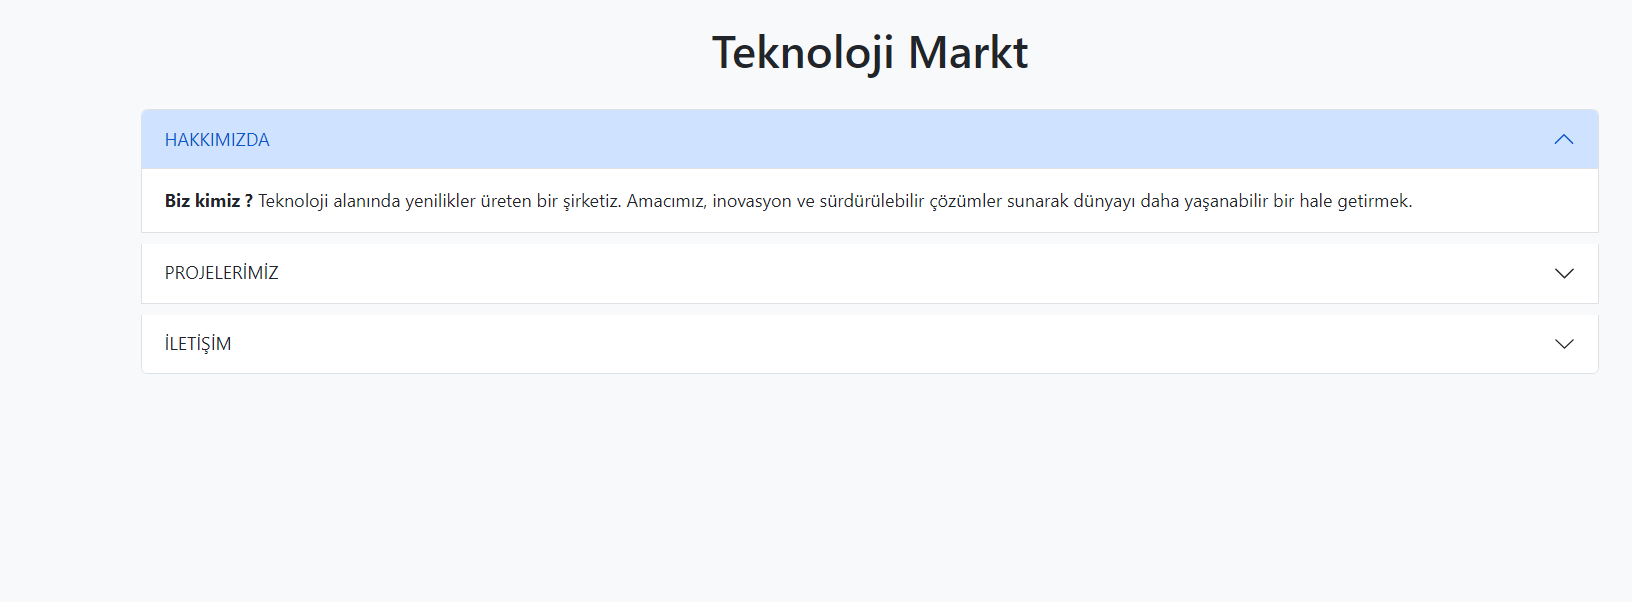 Teknoloji Markt
HAKKIMIZDA
Biz kimiz ? Teknoloji alanında yenilikler üreten bir şirketiz. Amacımız, inovasyon ve sürdürülebilir çözümler sunarak dünyayı daha yaşanabilir bir hale getirmek.
PROJELERİMİZ
İLETİŞİM